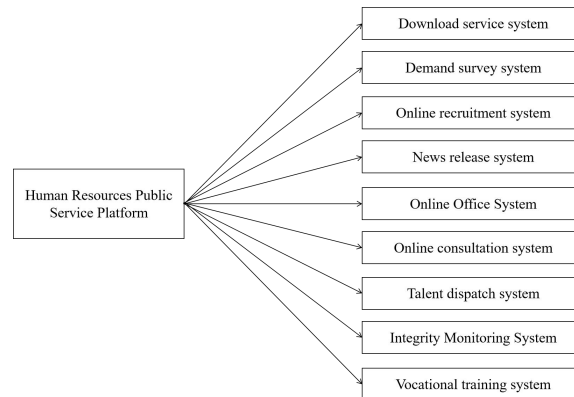 Download service system
Demand survey system
Online recruitment system
News release system
Human Resources Public
Service Platform
Online Office System
Online consultation system
Talent dispatch system
Integrity Monitoring System
Vocational training system